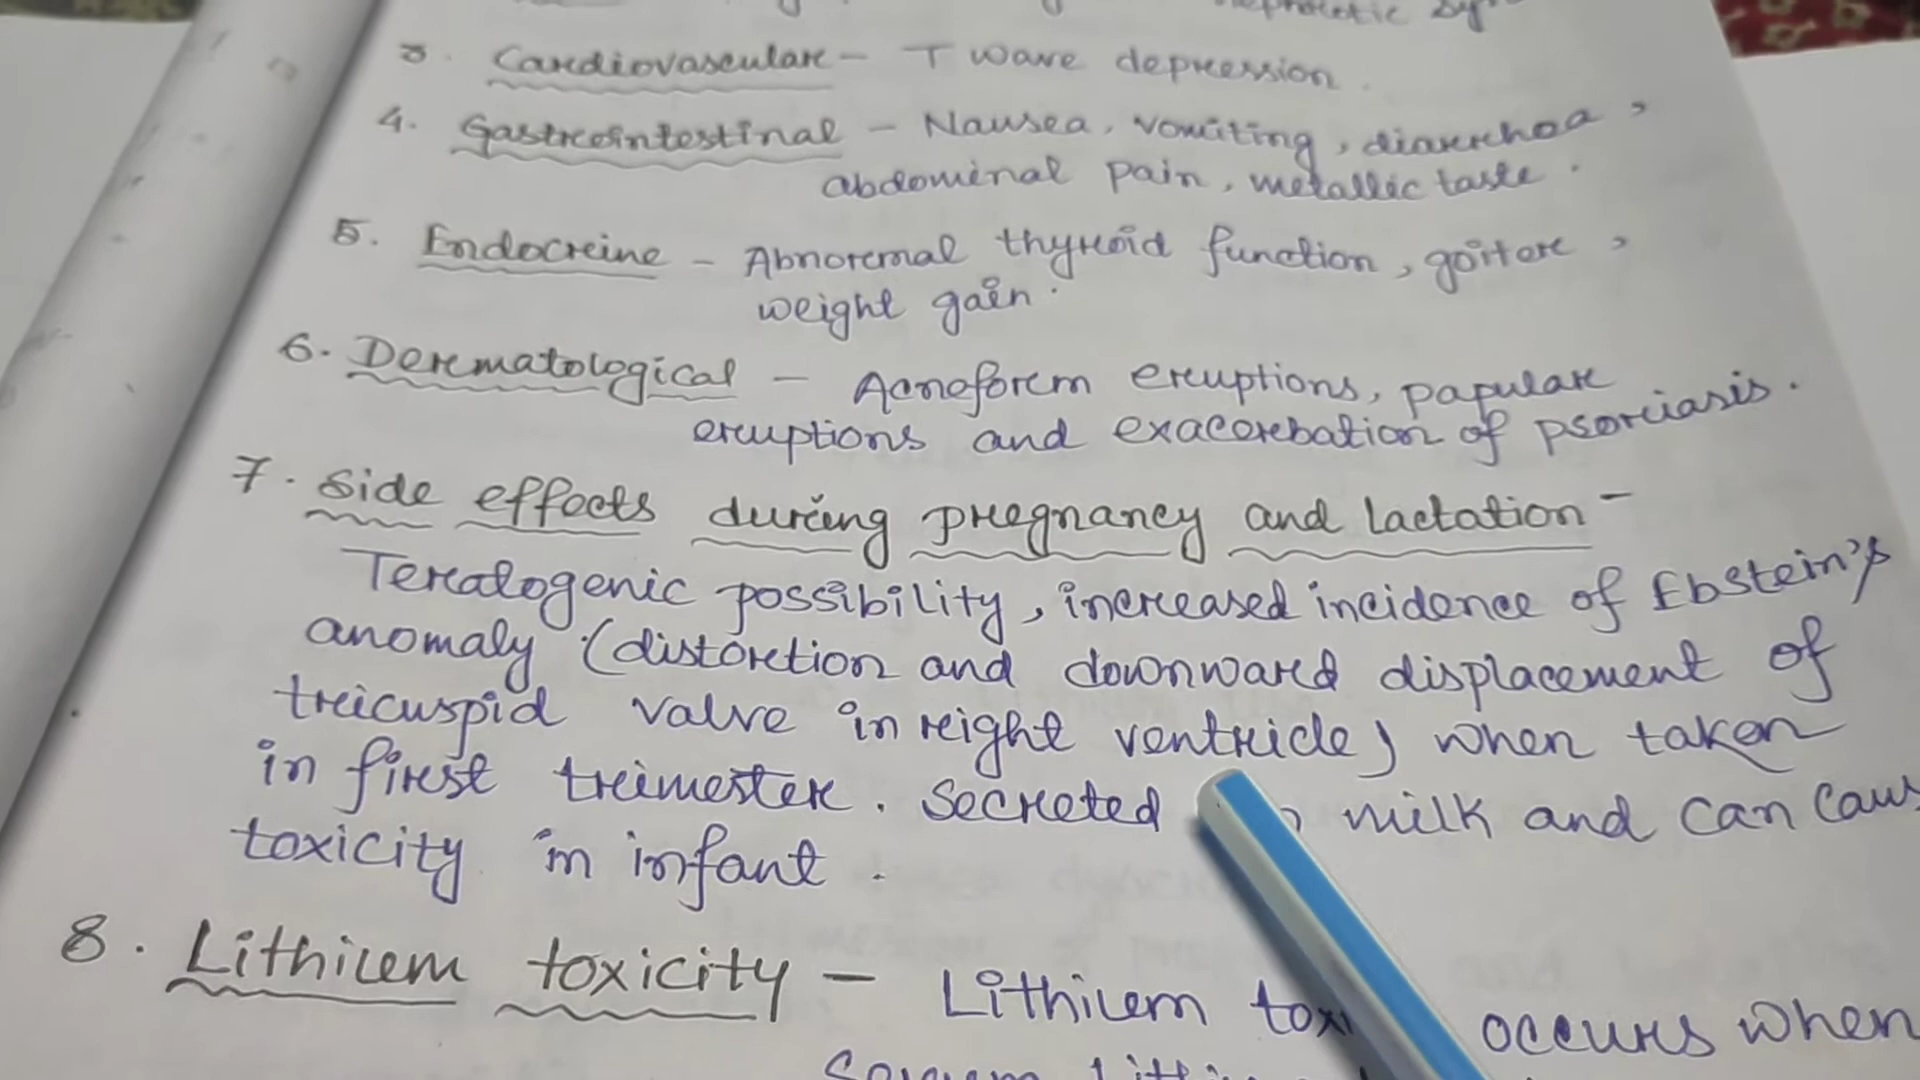 3. Cardiovascular - T wave depression.
4. Gastrointestinal - Nausea, vomiting, diarrhoea,
abdominal pain, metallic taste.
5. Endocrine - Abnormal thyroid function, goiter,
weight gain.
6. Dermatological - Acneform eruptions, papular
eruptions and exacerbation of psoriasis.
7. Side effects during pregnancy and lactation -
Teratogenic possibility, increased incidence of Ebstein's
anomaly (distortion and downward displacement of
tricuspid valve in right ventricle) when taken
in first trimester. Secreted milk and can caus
toxicity in infant.
8. Lithium toxicity - Lithium toxi occurs when